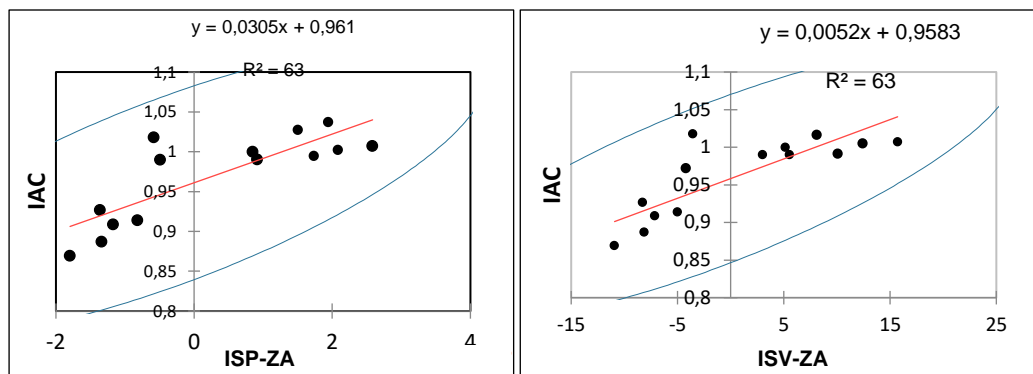 y = 0,0305x + 0,961
R² = 63
1,1
1,05
1
0,95
0,9
0,85
0,8
IAC
-2
0
2
4
ISP-ZA
y = 0,0052x + 0,9583
R² = 63
1,1
1,05
1
0,95
0,9
0,85
0,8
IAC
-15
-5
5
15
25
ISV-ZA